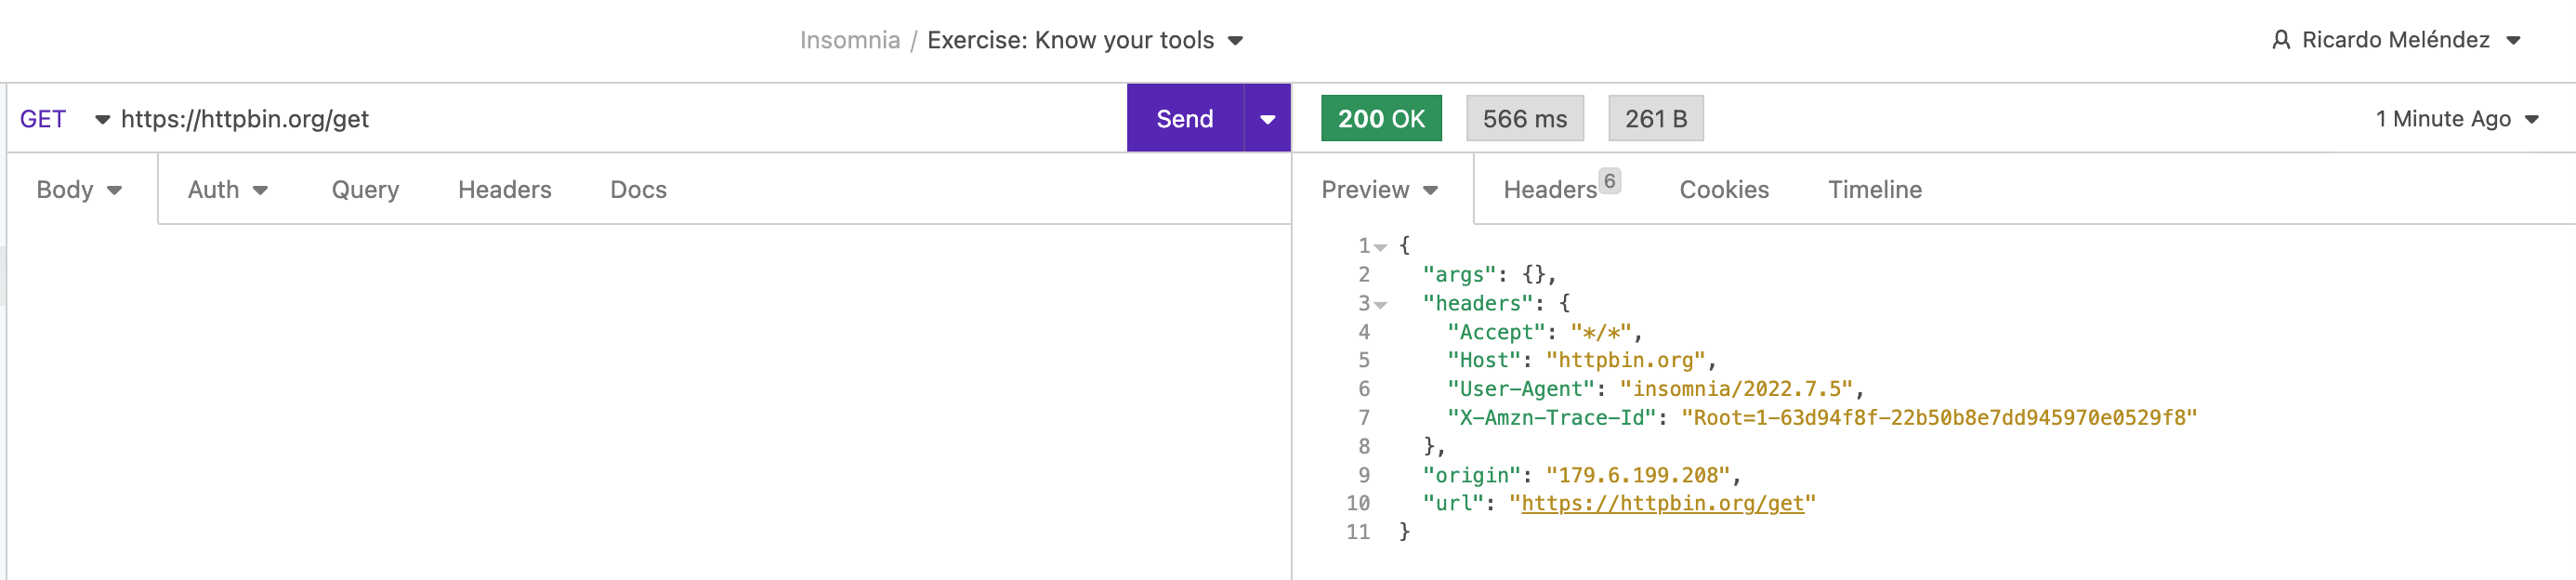 Insomnia / Exercise: Know your tools
Ricardo Meléndez
GET https://httpbin.org/get
Send
200 OK 566 ms 261 B
1 Minute Ago
Body Auth Query Headers Docs
Preview Headers 6 Cookies Timeline
1 {
2 "args": {},
3 "headers": {
4 "Accept": "*/*",
5 "Host": "httpbin.org",
6 "User-Agent": "insomnia/2022.7.5",
7 "X-Amzn-Trace-Id": "Root=1-63d94f8f-22b50b8e7dd945970e0529f8"
8 },
9 "origin": "179.6.199.208",
10 "url": "https://httpbin.org/get"
11 }